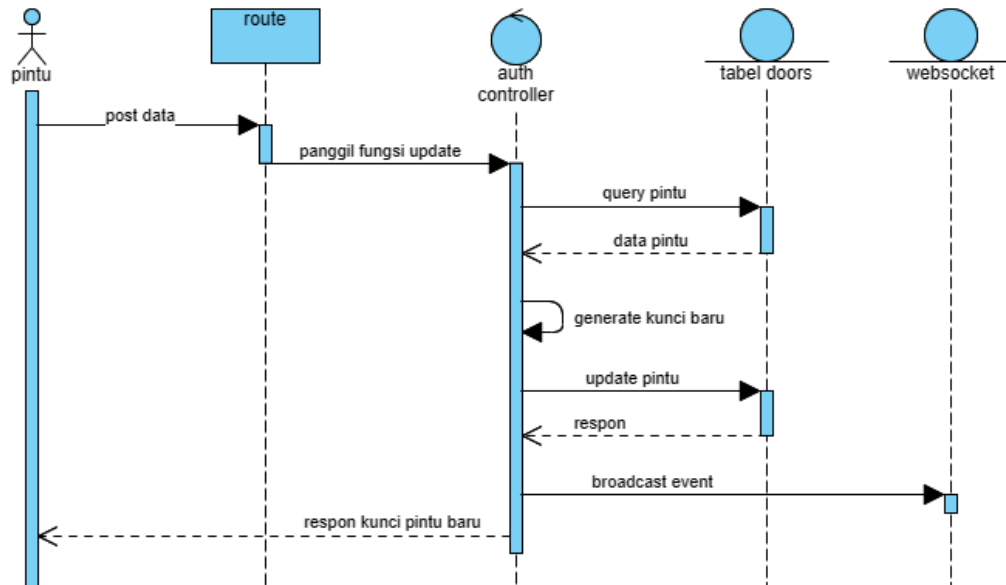 route
pintu
auth
controller
tabel doors
websocket
post data
panggil fungsi update
query pintu
data pintu
generate kunci baru
update pintu
respon
broadcast event
respon kunci pintu baru